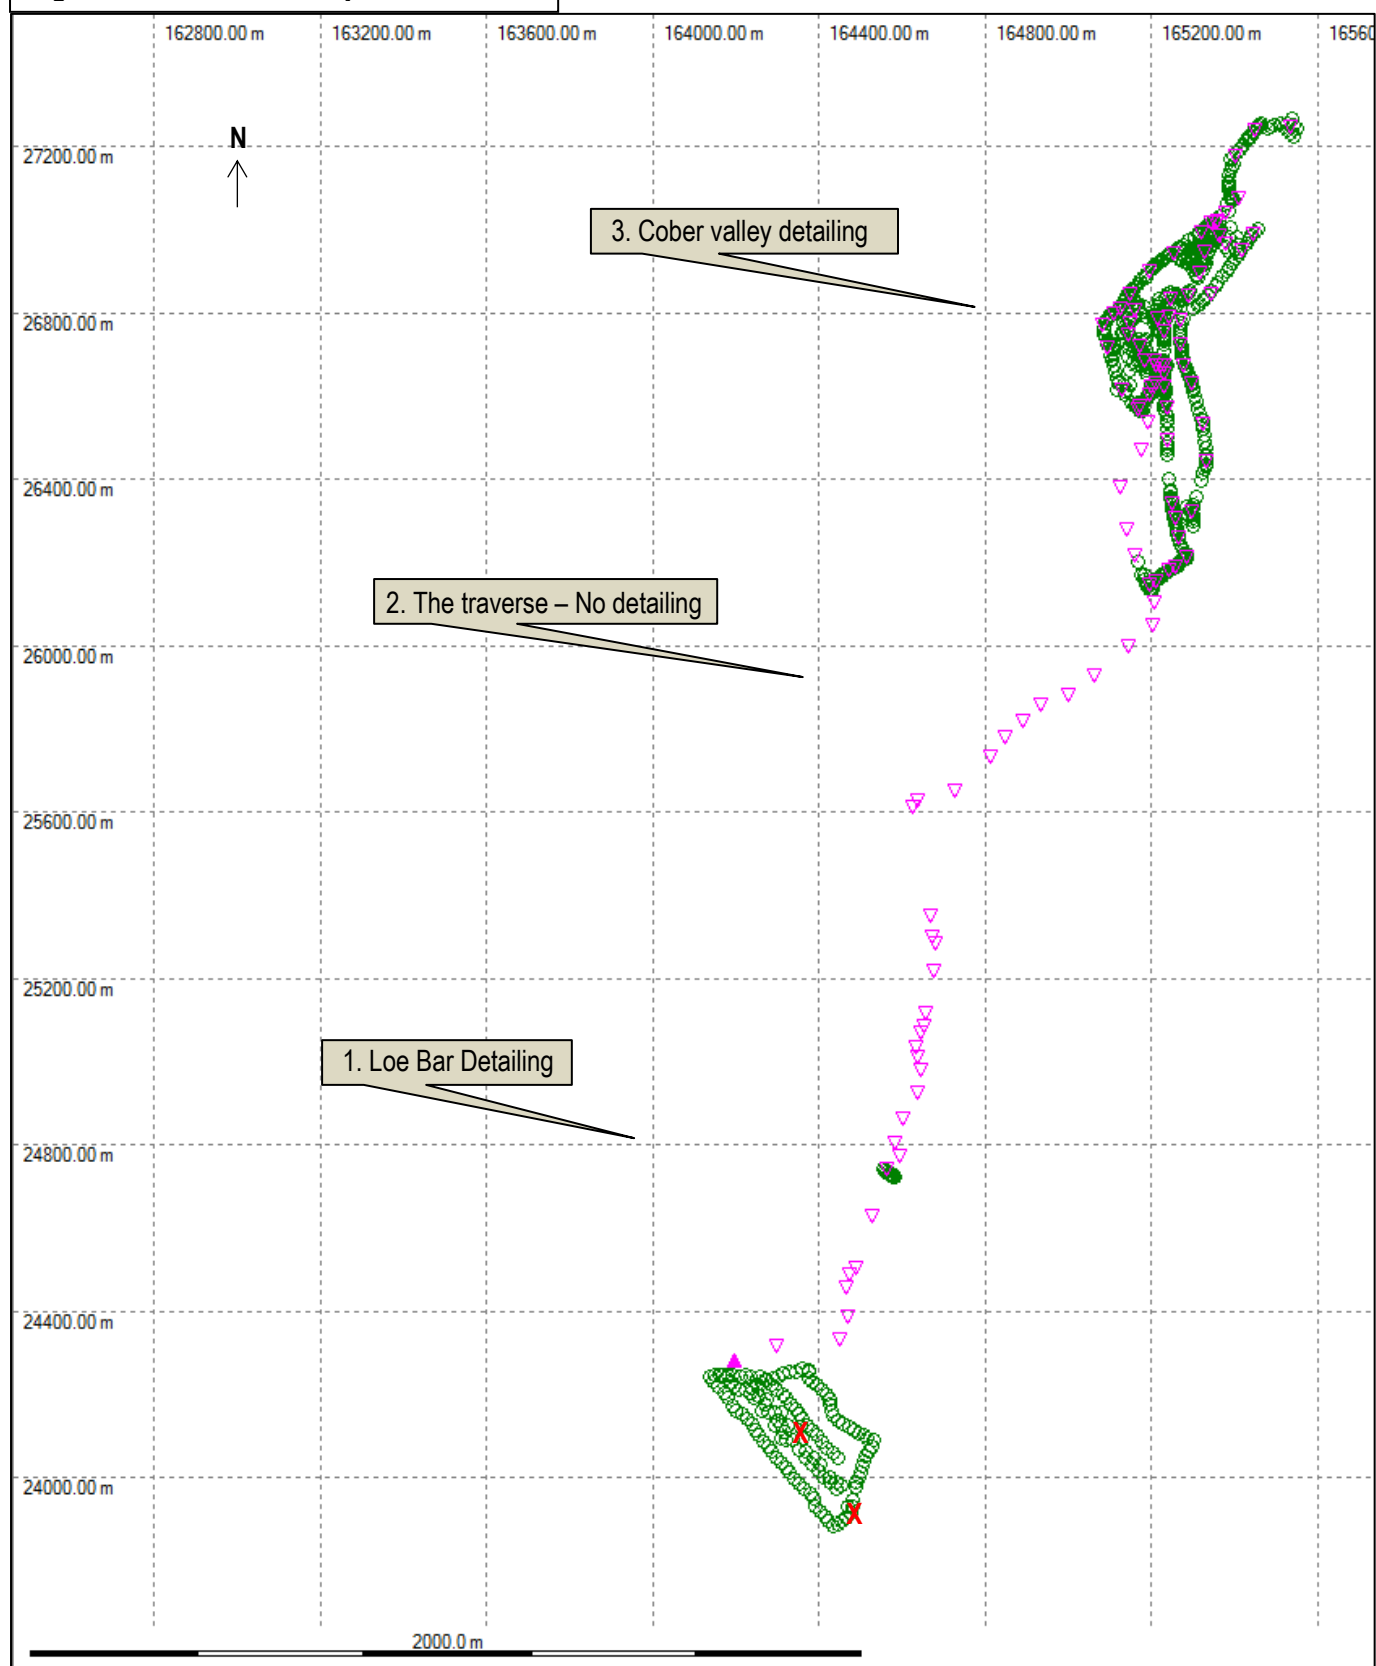 162800.00 m 163200.00 m 163600.00 m 164000.00 m 164400.00 m 164800.00 m 165200.00 m 16560
N
27200.00 m
3. Cober valley detailing
26800.00 m
26400.00 m
2. The traverse – No detailing
26000.00 m
25600.00 m
25200.00 m
1. Loe Bar Detailing
24800.00 m
24400.00 m
X
24000.00 m
X
2000.0 m